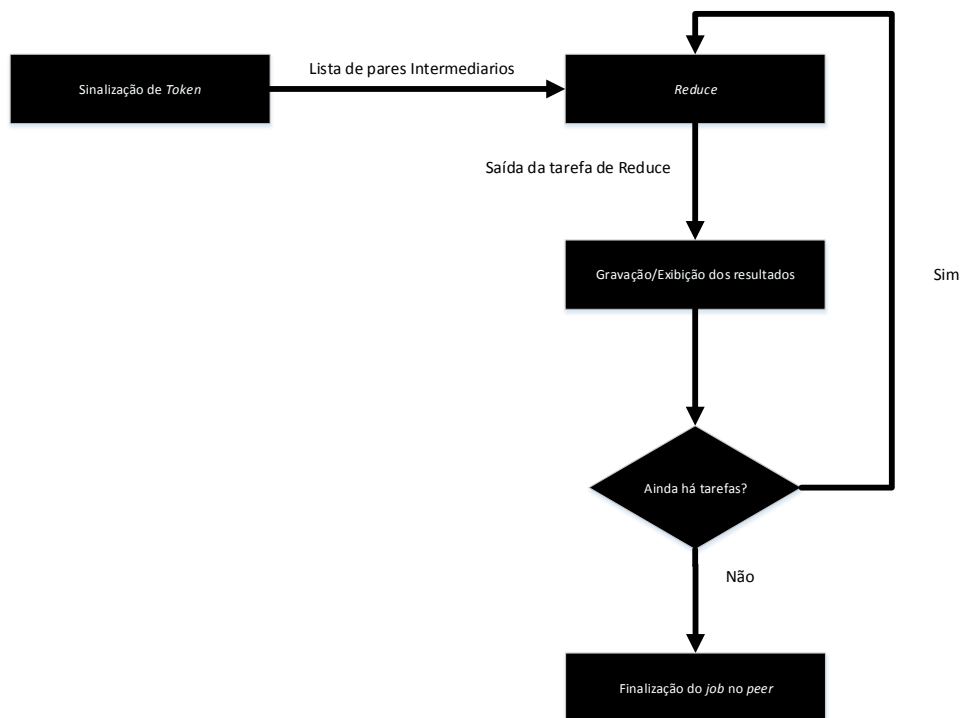 Sinalização de Token
Lista de pares Intermediarios
Reduce
Saída da tarefa de Reduce
Gravação/Exibição dos resultados
Sim
Ainda há tarefas?
Não
Finalização do job no peer